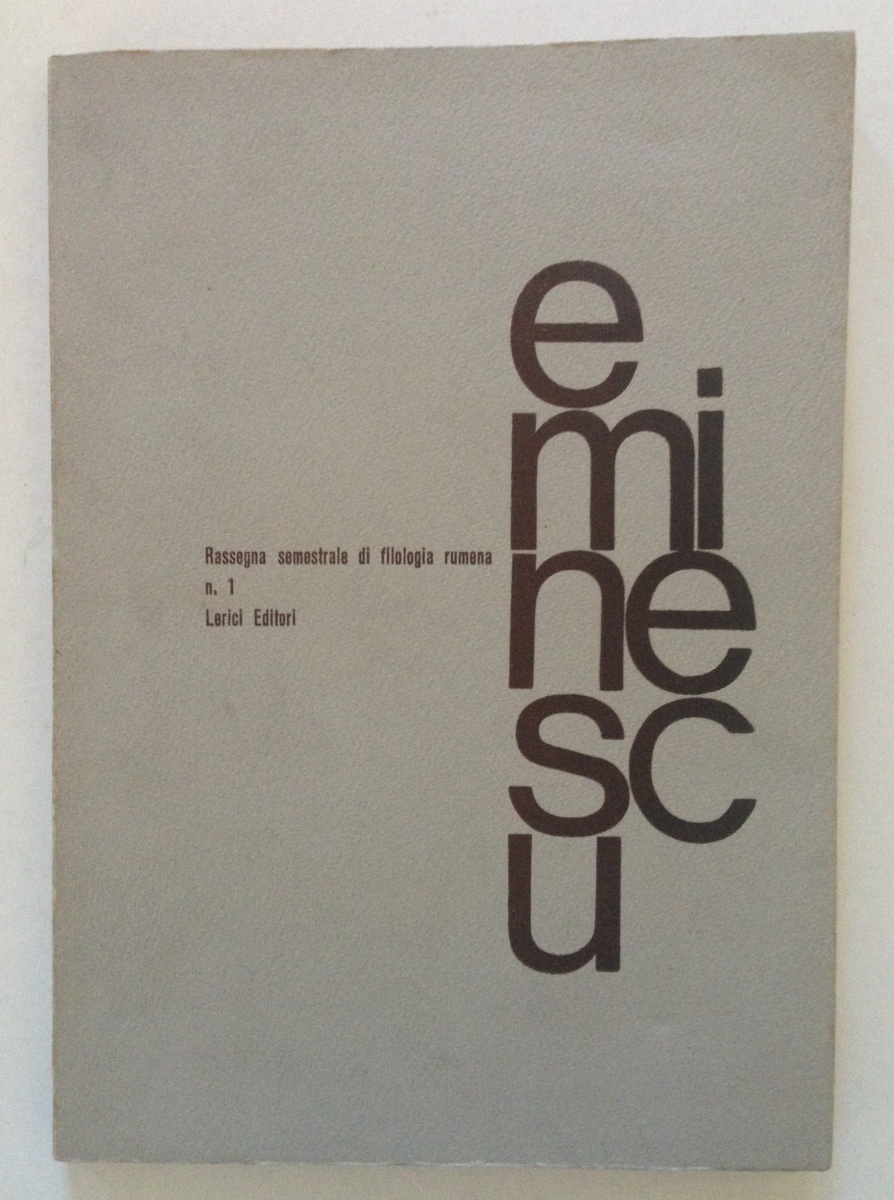 e
mi
ne
sc
u
Rassegna semestrale di filologia rumena
n. 1
Lerici Editori